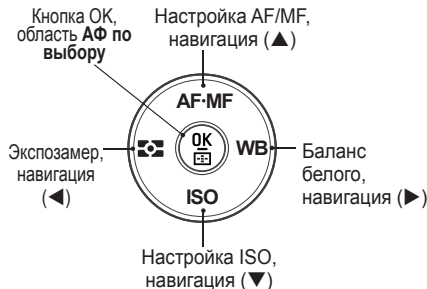 Кнопка OK,
область АФ по
выбору
Настройка AF/MF,
навигация (▲)
AF·MF
Экспозамер,
навигация
(◀)
OK
WB
Баланс
белого,
навигация (▶)
ISO
Настройка ISO,
навигация (▼)